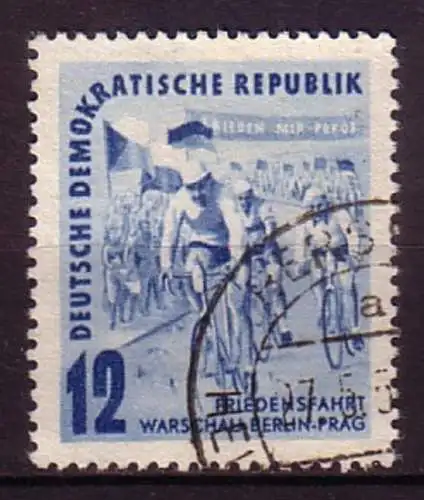 DEUTSCHE DEMOKRATISCHE REPUBLIK
12
FRIEDENSFAHRT
WARSCHAU-BERLIN-PRAG
a